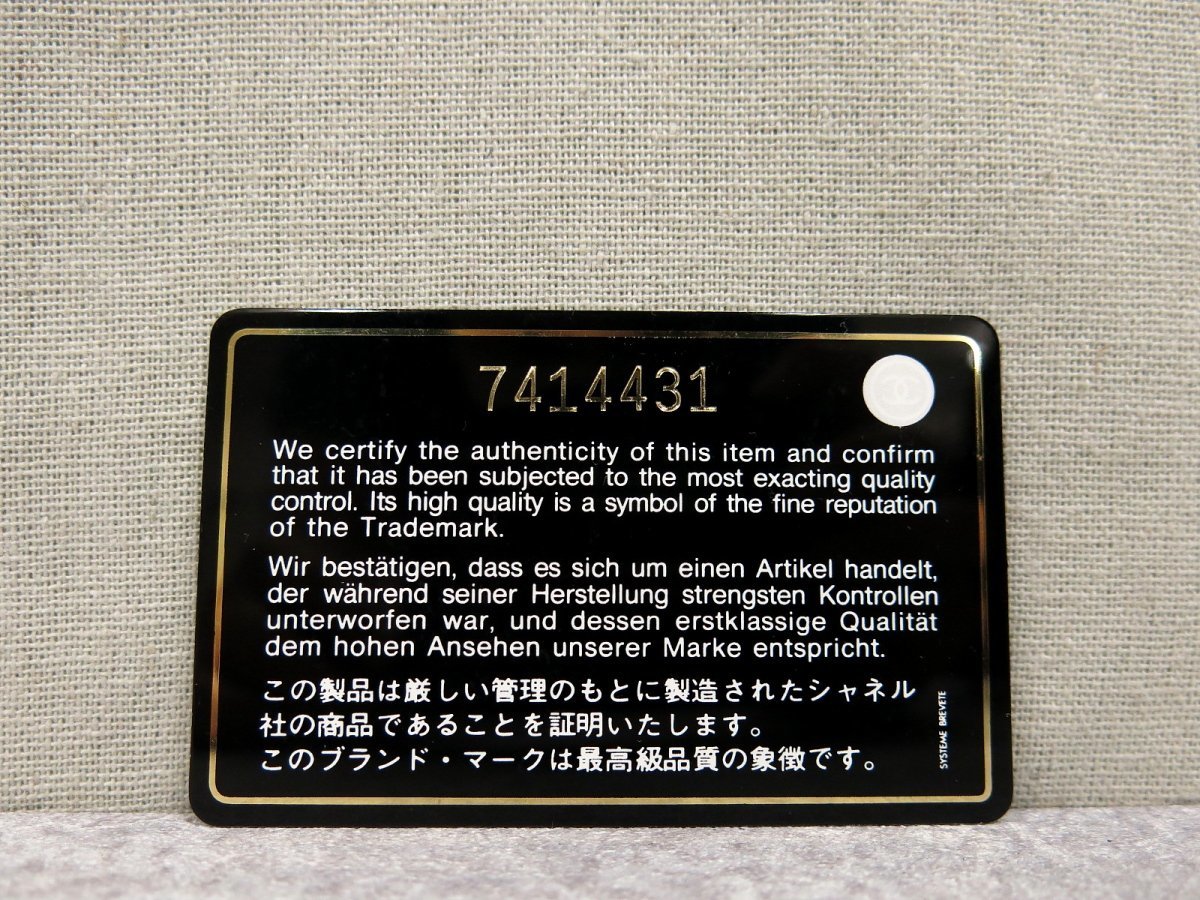 7414431
We certify the authenticity of this item and confirm
that it has been subjected to the most exacting quality
control. Its high quality is a symbol of the fine reputation
of the Trademark.
Wir bestätigen, dass es sich um einen Artikel handelt,
der während seiner Herstellung strengsten Kontrollen
unterworfen war, und dessen erstklassige Qualität
dem hohen Ansehen unserer Marke entspricht.
この製品は厳しい管理のもとに製造されたシャネル
社の商品であることを証明いたします。
このブランド・マークは最高級品質の象徴です。
SYSTEME BREVETE